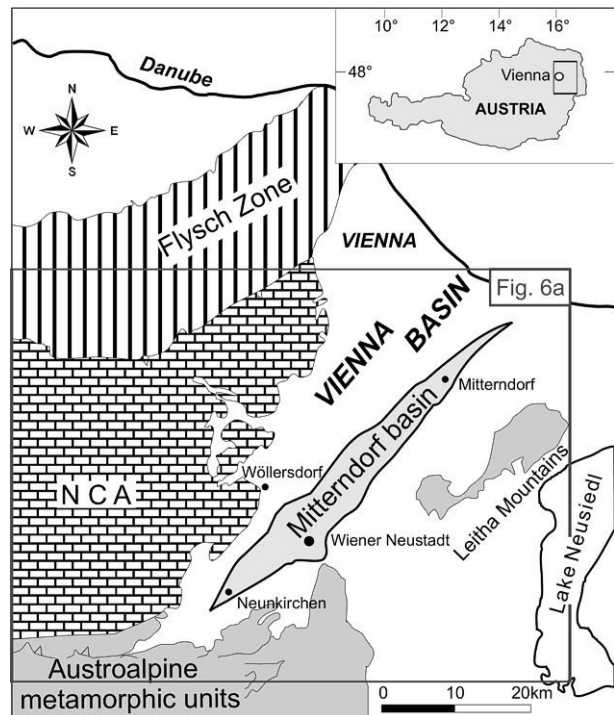 10° 12° 14° 16°
48°
Vienna
AUSTRIA
Danube
N
W E
S
Flysch Zone
VIENNA
Fig. 6a
VIENNA BASIN
Mitterndorf
Mitterndorf basin
Leitha Mountains
Wöllersdorf
NCA
Wiener Neustadt
Lake Neusiedl
Neunkirchen
Austroalpine
metamorphic units
0 10 20km